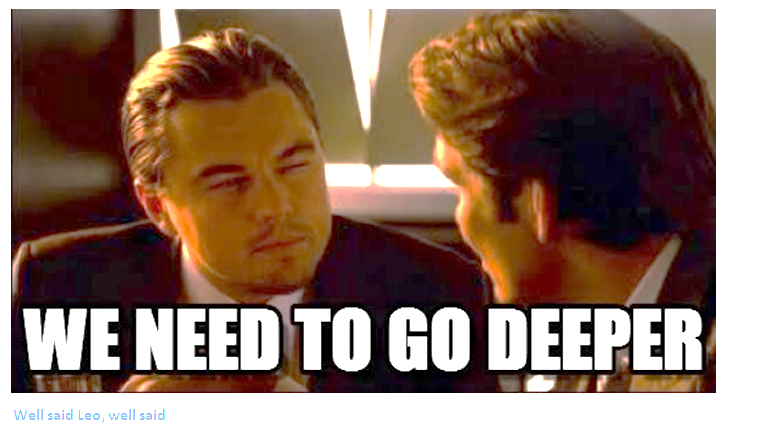 WE NEED TO GO DEEPER
Well said Leo, well said